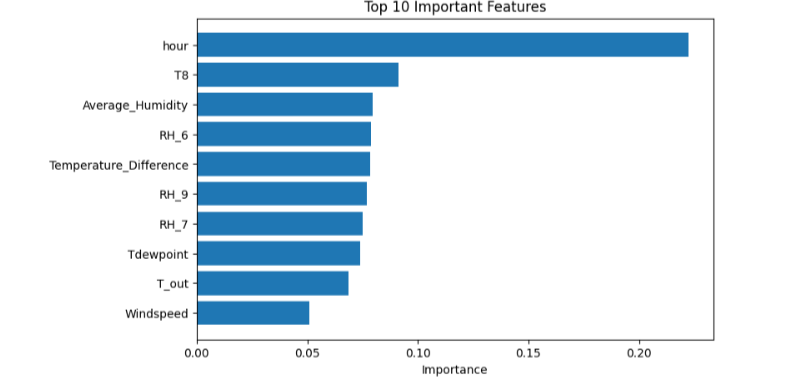 Top 10 Important Features
hour
T8
Average_Humidity
RH_6
Temperature_Difference
RH_9
RH_7
Tdewpoint
T_out
Windspeed
0.00 0.05 0.10 0.15 0.20
Importance